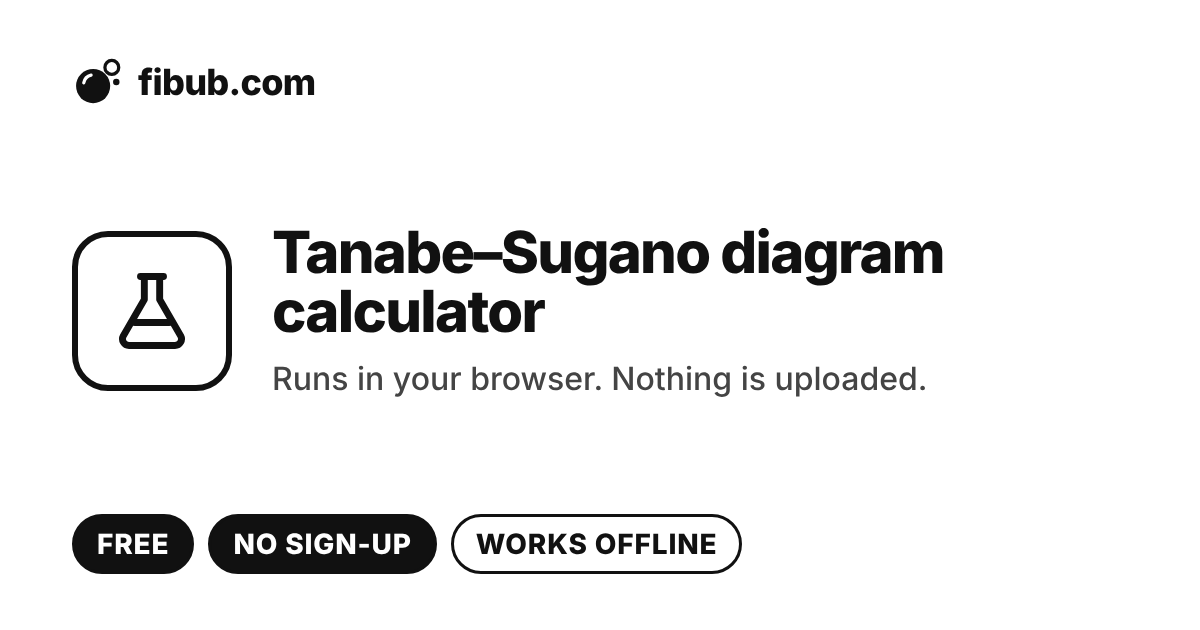 fibub.com
Tanabe–Sugano diagram
calculator
Runs in your browser. Nothing is uploaded.
FREE
NO SIGN-UP
WORKS OFFLINE